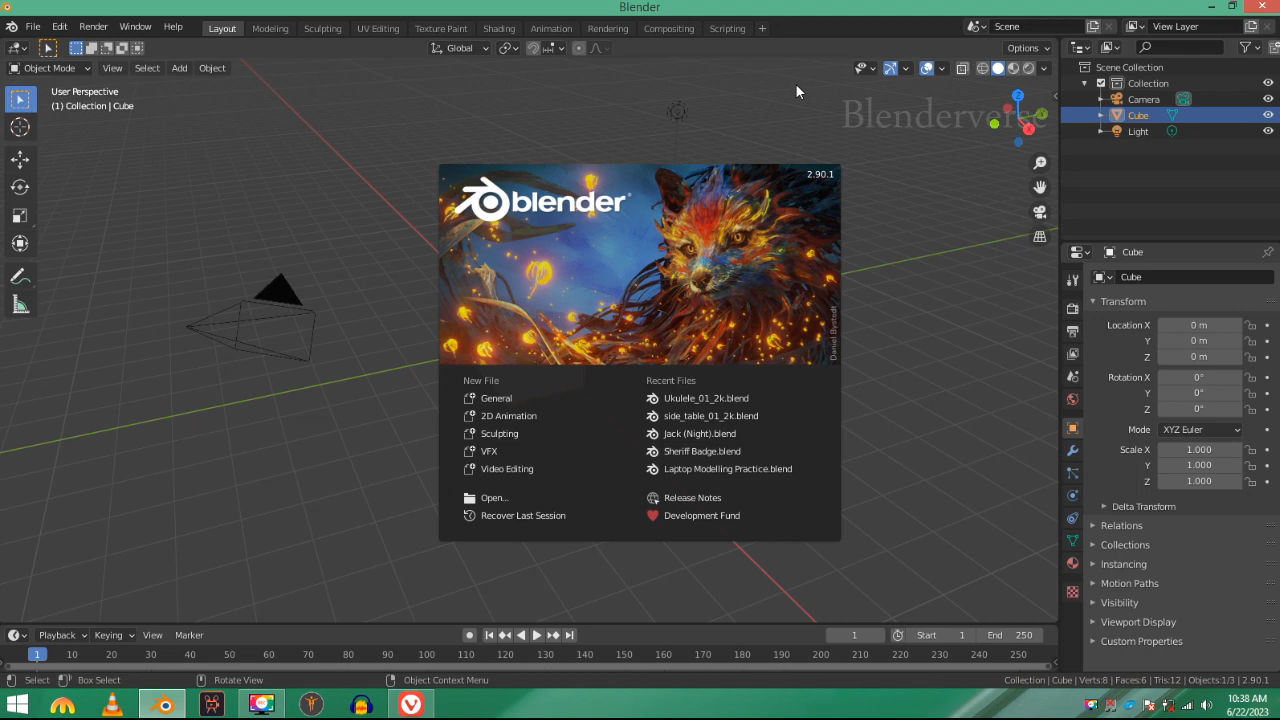 Blender
File Edit Render Window Help Layout Modeling Sculpting UV Editing Texture Paint Shading Animation Rendering Compositing Scripting + Scene View Layer
Global Options
Object Mode View Select Add Object
User Perspective
(1) Collection | Cube
Blenderverse
Z
X
Scene Collection
Collection
Camera
Cube
Light
blender
2.90.1
Daniel Bystedt
New File
General
2D Animation
Sculpting
VFX
Video Editing
Open...
Recover Last Session
Recent Files
Ukulele_01_2k.blend
side_table_01_2k.blend
Jack (Night).blend
Sheriff Badge.blend
Laptop Modelling Practice.blend
Release Notes
Development Fund
Cube
Cube
Transform
Location X 0 m
Y 0 m
Z 0 m
Rotation X 0°
Y 0°
Z 0°
Mode XYZ Euler
Scale X 1.000
Y 1.000
Z 1.000
Delta Transform
Relations
Collections
Instancing
Motion Paths
Visibility
Viewport Display
Custom Properties
Playback Keying View Marker 1 Start 1 End 250
1 10 20 30 40 50 60 70 80 90 100 110 120 130 140 150 160 170 180 190 200 210 220 230 240 250
Select Box Select Rotate View Object Context Menu Collection | Cube | Verts:8 | Faces:6 | Tris:12 | Objects:1/3 | 2.90.1
10:38 AM
6/22/2023